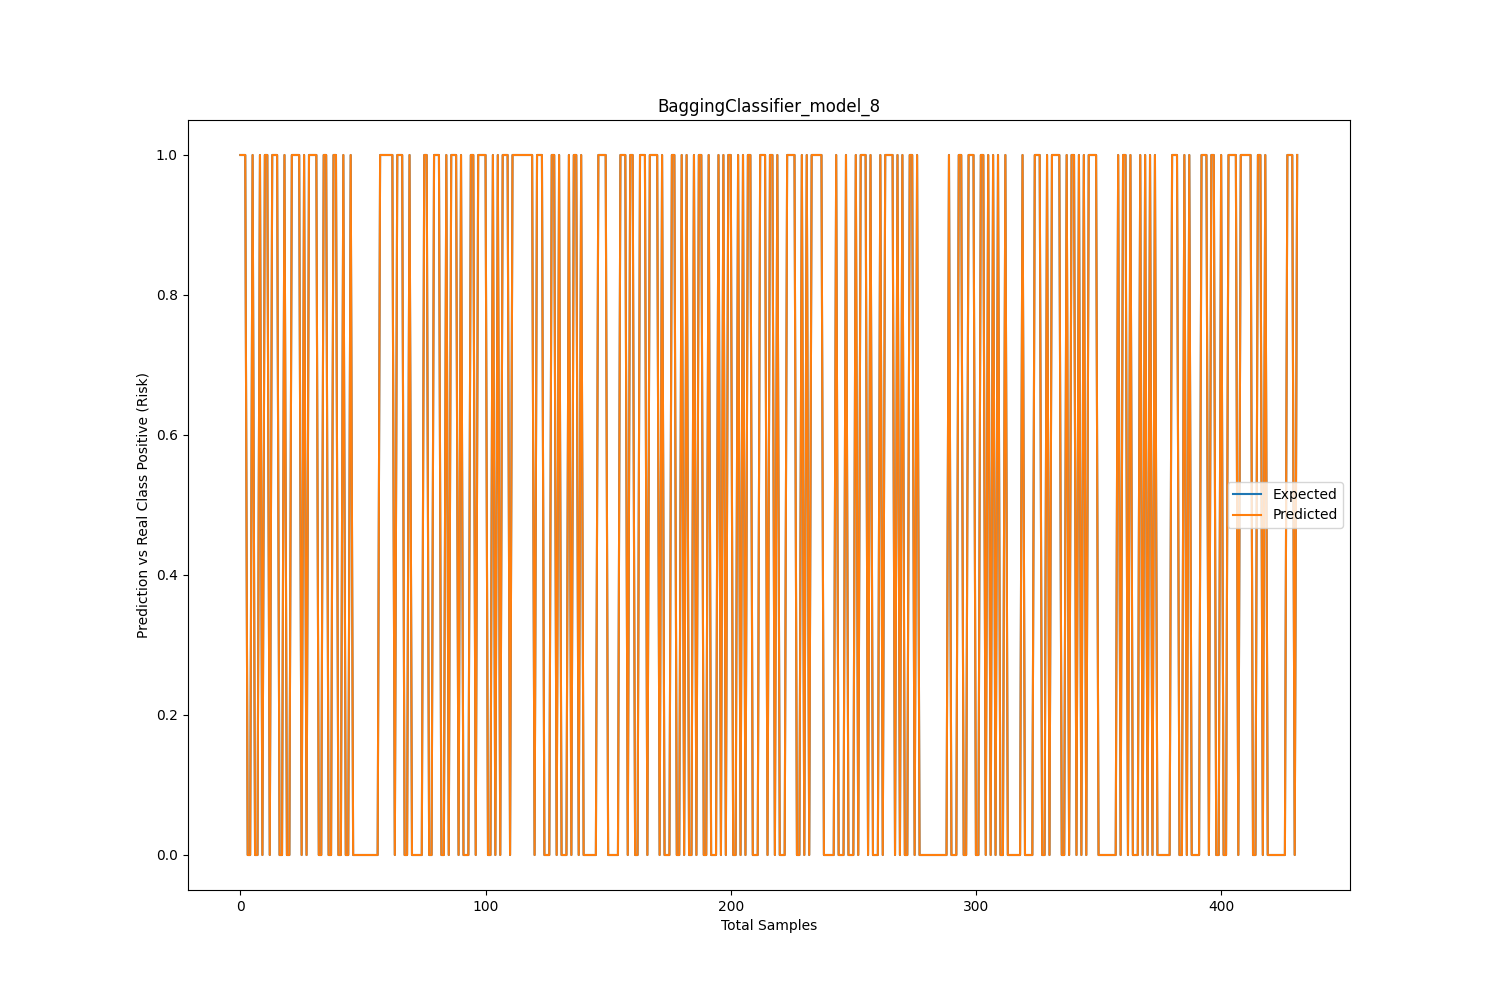 BaggingClassifier_model_8
1.0
0.8
0.6
0.4
0.2
0.0
Prediction vs Real Class Positive (Risk)
Expected
Predicted
0 100 200 300 400
Total Samples